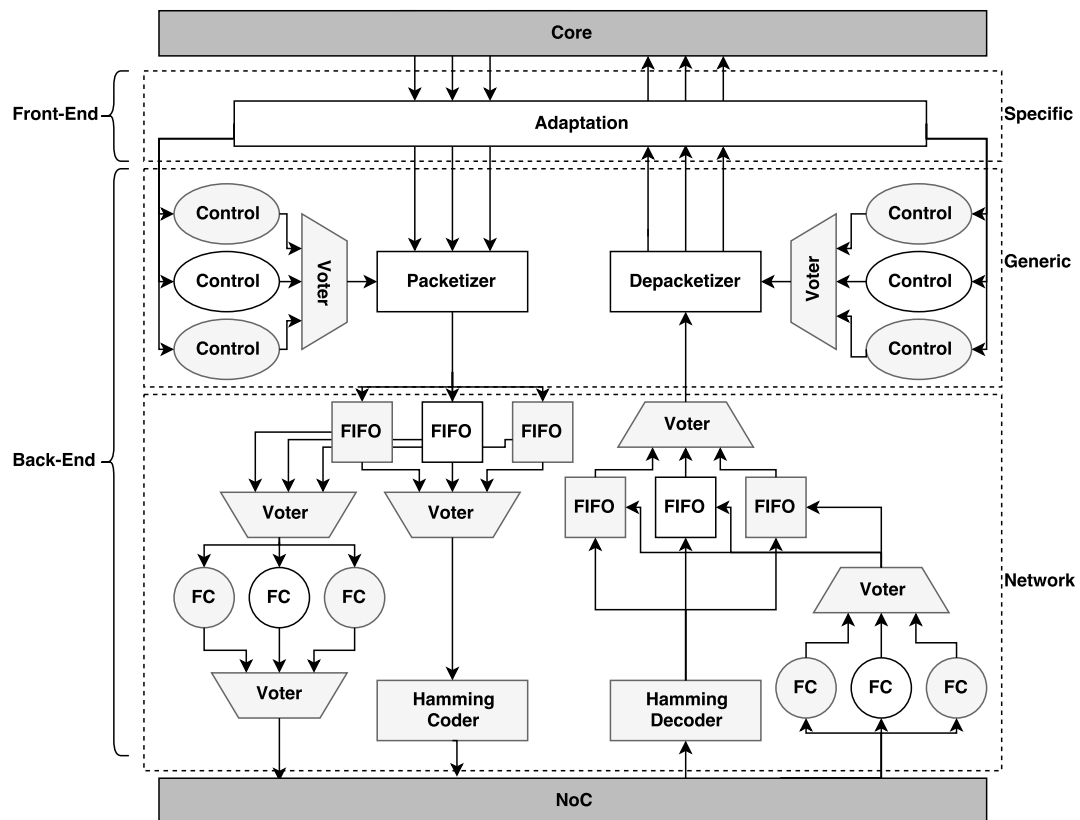 Core
Front-End
Adaptation
Specific
Control
Control
Control
Voter
Packetizer
Depacketizer
Voter
Control
Control
Control
Generic
Back-End
FIFO
FIFO
FIFO
Voter
Voter
Voter
FIFO
FIFO
FIFO
FC
FC
FC
Voter
Network
Voter
Hamming
Coder
Hamming
Decoder
FC
FC
FC
NoC